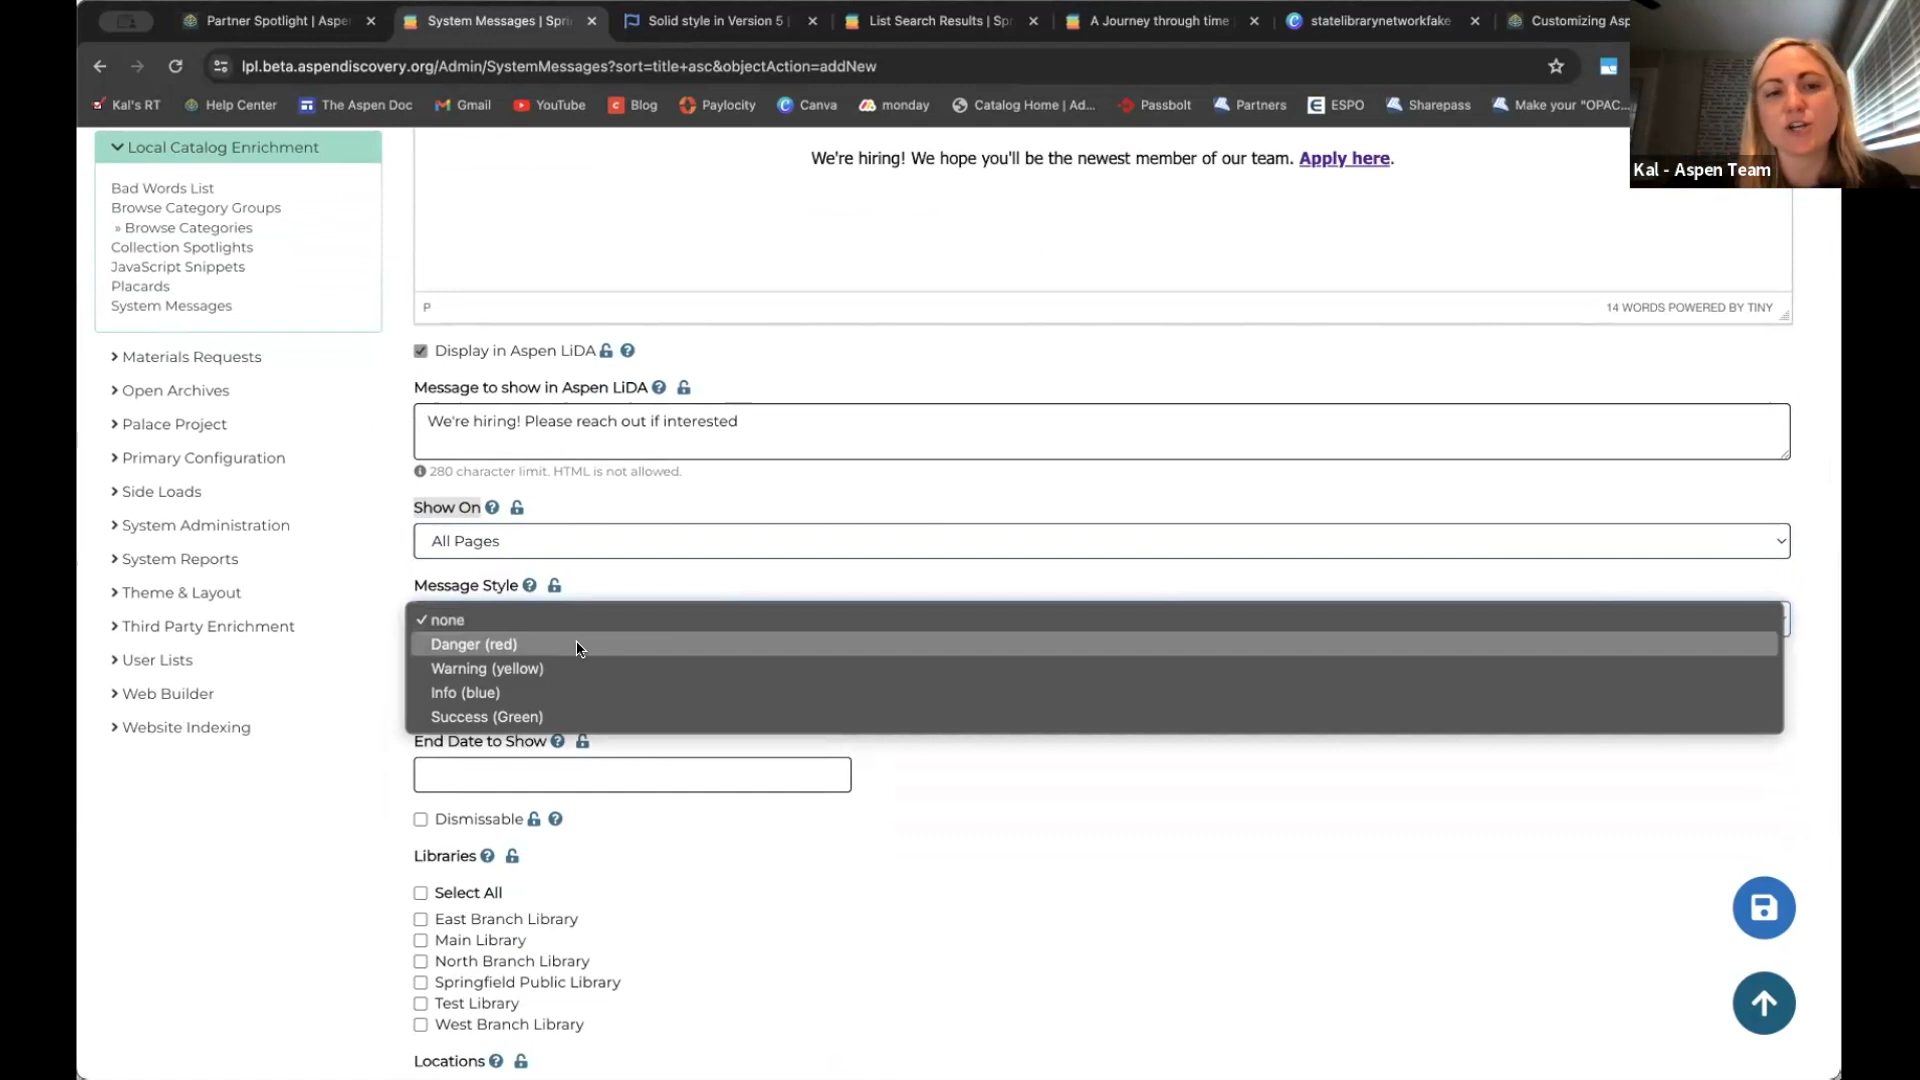 Partner Spotlight | Aspe
System Messages | Spri
Solid style in Version 5
List Search Results | Sp
A Journey through time
statelibrarynetworkfake
Customizing Asp
lpl.beta.aspendiscovery.org/Admin/SystemMessages?sort=title+asc&objectAction=addNew
Kal's RT
Help Center
The Aspen Doc
Gmail
YouTube
Blog
Paylocity
Canva
monday
Catalog Home | Ad...
Passbolt
Partners
ESPO
Sharepass
Make your "OPAC...
Kal - Aspen Team
Local Catalog Enrichment
Bad Words List
Browse Category Groups
» Browse Categories
Collection Spotlights
JavaScript Snippets
Placards
System Messages
Materials Requests
Open Archives
Palace Project
Primary Configuration
Side Loads
System Administration
System Reports
Theme & Layout
Third Party Enrichment
User Lists
Web Builder
Website Indexing
We're hiring! We hope you'll be the newest member of our team. Apply here.
P
14 WORDS POWERED BY TINY
Display in Aspen LiDA
Message to show in Aspen LiDA
We're hiring! Please reach out if interested
280 character limit. HTML is not allowed.
Show On
All Pages
Message Style
✓ none
Danger (red)
Warning (yellow)
Info (blue)
Success (Green)
End Date to Show
Dismissable
Libraries
Select All
East Branch Library
Main Library
North Branch Library
Springfield Public Library
Test Library
West Branch Library
Locations